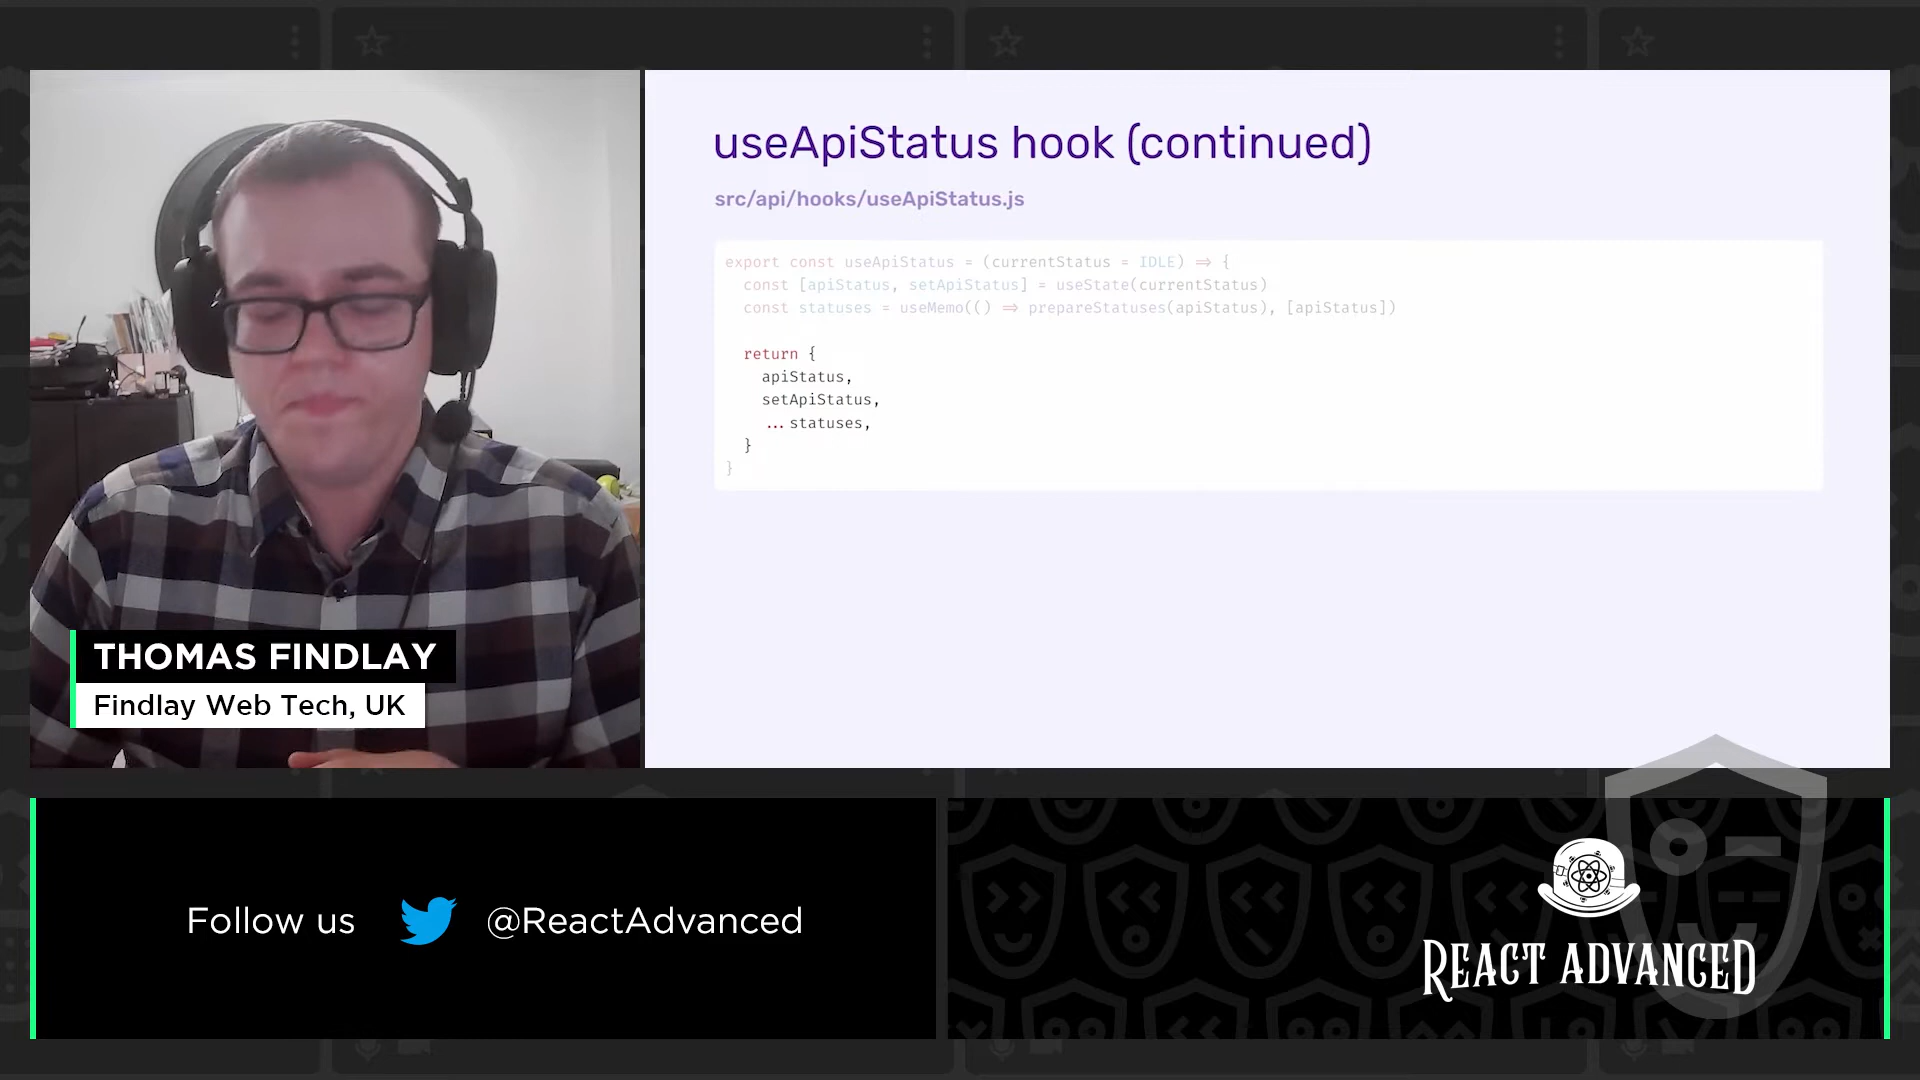 useApiStatus hook (continued)
src/api/hooks/useApiStatus.js
export const useApiStatus = (currentStatus = IDLE) => {
const [apiStatus, setApiStatus] = useState(currentStatus)
const statuses = useMemo(() => prepareStatuses(apiStatus), [apiStatus])
return {
apiStatus,
setApiStatus,
...statuses,
}
}
THOMAS FINDLAY
Findlay Web Tech, UK
Follow us @ReactAdvanced
REACT ADVANCED